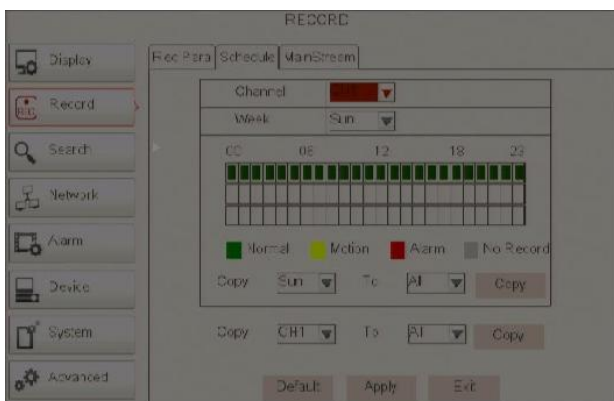 RECORD
Display
Record
Search
Network
Alarm
Device
System
Advanced
Rec Para Schedule MainStream
Channel CH1
Week Sun
00 06 12 18 23
Normal Motion Alarm No Record
Copy Sun To All Copy
Copy CH1 To All Copy
Default Apply Exit